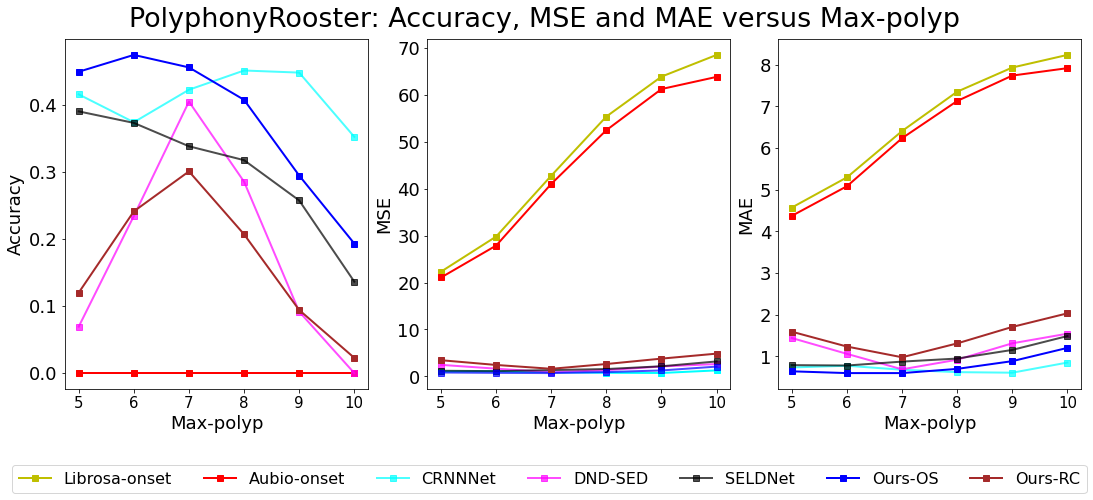 PolyphonyRooster: Accuracy, MSE and MAE versus Max-polyp
Accuracy
0.4
0.3
0.2
0.1
0.0
5 6 7 8 9 10
Max-polyp
MSE
70
60
50
40
30
20
10
0
5 6 7 8 9 10
Max-polyp
MAE
8
7
6
5
4
3
2
1
5 6 7 8 9 10
Max-polyp
Librosa-onset Aubio-onset CRNNNet DND-SED SELDNet Ours-OS Ours-RC